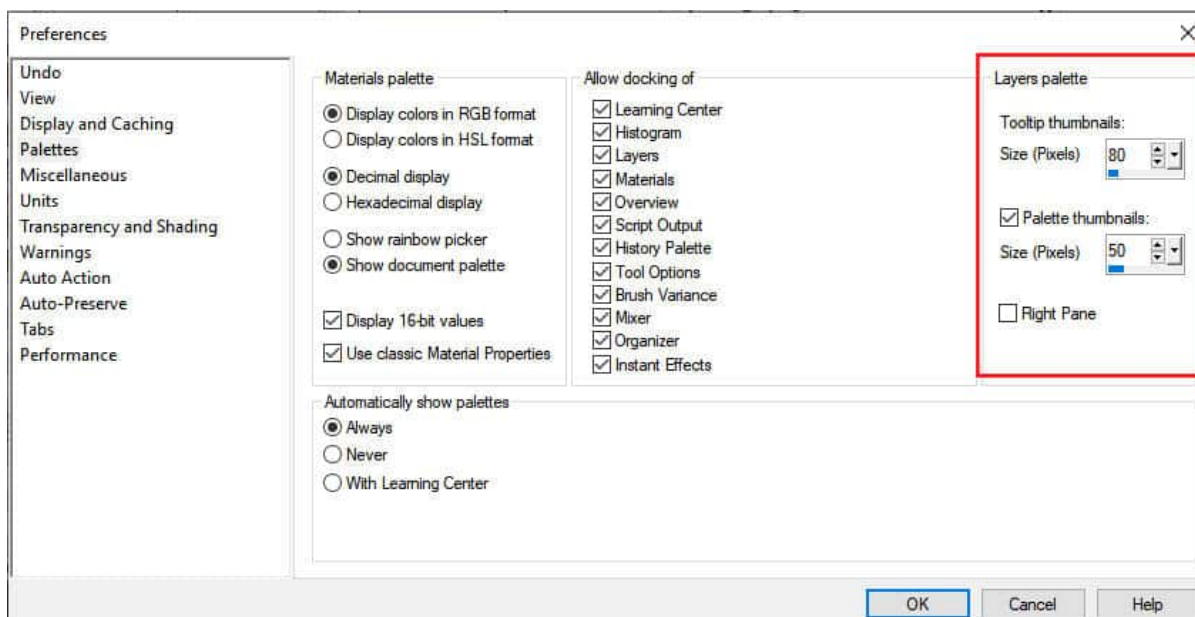 Preferences
Undo
View
Display and Caching
Palettes
Miscellaneous
Units
Transparency and Shading
Warnings
Auto Action
Auto-Preserve
Tabs
Performance
Materials palette
Display colors in RGB format
Display colors in HSL format
Decimal display
Hexadecimal display
Show rainbow picker
Show document palette
Display 16-bit values
Use classic Material Properties
Allow docking of
Learning Center
Histogram
Layers
Materials
Overview
Script Output
History Palette
Tool Options
Brush Variance
Mixer
Organizer
Instant Effects
Layers palette
Tooltip thumbnails:
Size (Pixels) 80
Palette thumbnails:
Size (Pixels) 50
Right Pane
Automatically show palettes
Always
Never
With Learning Center
OK Cancel Help